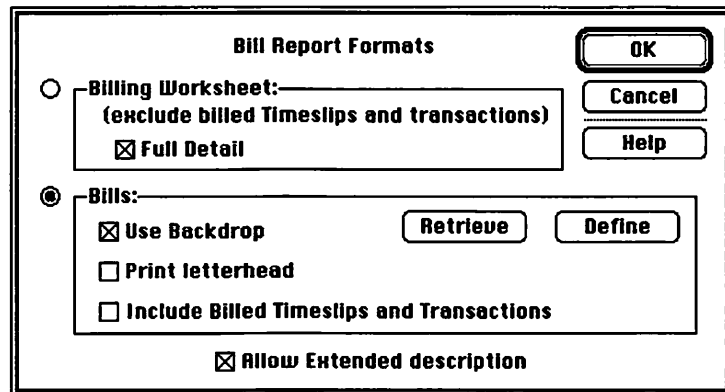 Bill Report Formats
OK
Cancel
Help
Billing Worksheet:
(exclude billed Timeslips and transactions)
Full Detail
Bills:
Use Backdrop
Retrieve
Define
Print letterhead
Include Billed Timeslips and Transactions
Allow Extended description